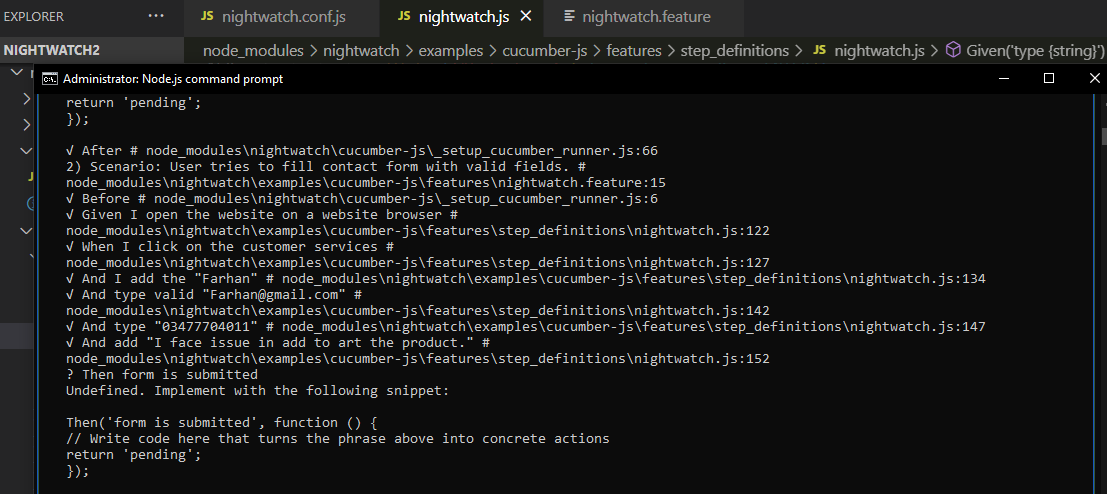 EXPLORER ··· JS nightwatch.conf.js JS nightwatch.js × nightwatch.feature
NIGHTWATCH2 node_modules > nightwatch > examples > cucumber-js > features > step_definitions > JS nightwatch.js > Given('type {string}')
Administrator: Node.js command prompt
return 'pending';
});
√ After # node_modules\nightwatch\cucumber-js\_setup_cucumber_runner.js:66
2) Scenario: User tries to fill contact form with valid fields. #
node_modules\nightwatch\examples\cucumber-js\features\nightwatch.feature:15
√ Before # node_modules\nightwatch\cucumber-js\_setup_cucumber_runner.js:6
√ Given I open the website on a website browser #
node_modules\nightwatch\examples\cucumber-js\features\step_definitions\nightwatch.js:122
√ When I click on the customer services #
node_modules\nightwatch\examples\cucumber-js\features\step_definitions\nightwatch.js:127
√ And I add the "Farhan" # node_modules\nightwatch\examples\cucumber-js\features\step_definitions\nightwatch.js:134
√ And type valid "Farhan@gmail.com" #
node_modules\nightwatch\examples\cucumber-js\features\step_definitions\nightwatch.js:142
√ And type "03477704011" # node_modules\nightwatch\examples\cucumber-js\features\step_definitions\nightwatch.js:147
√ And add "I face issue in add to art the product." #
node_modules\nightwatch\examples\cucumber-js\features\step_definitions\nightwatch.js:152
? Then form is submitted
Undefined. Implement with the following snippet:
Then('form is submitted', function () {
// Write code here that turns the phrase above into concrete actions
return 'pending';
});